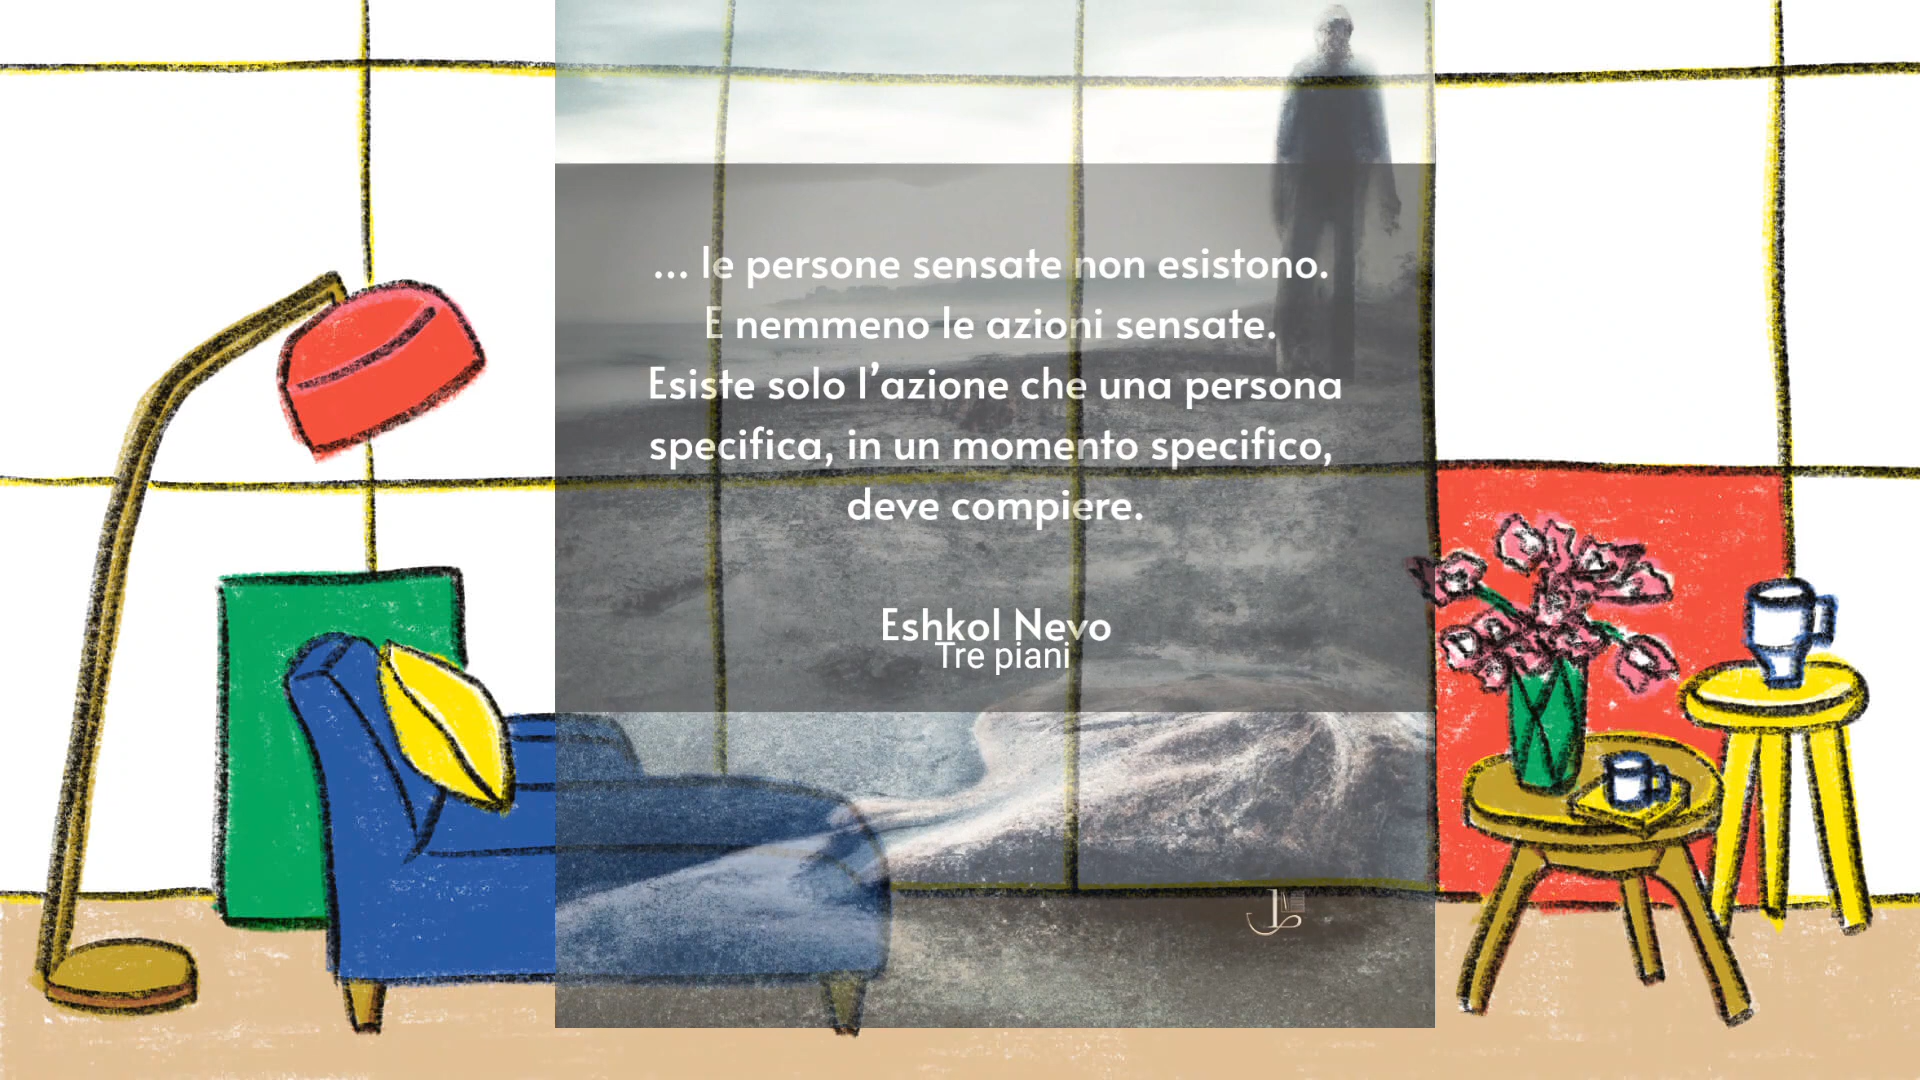 ... le persone sensate non esistono.
E nemmeno le azioni sensate.
Esiste solo l'azione che una persona
specifica, in un momento specifico,
deve compiere.
Eshkol Nevo
Tre piani